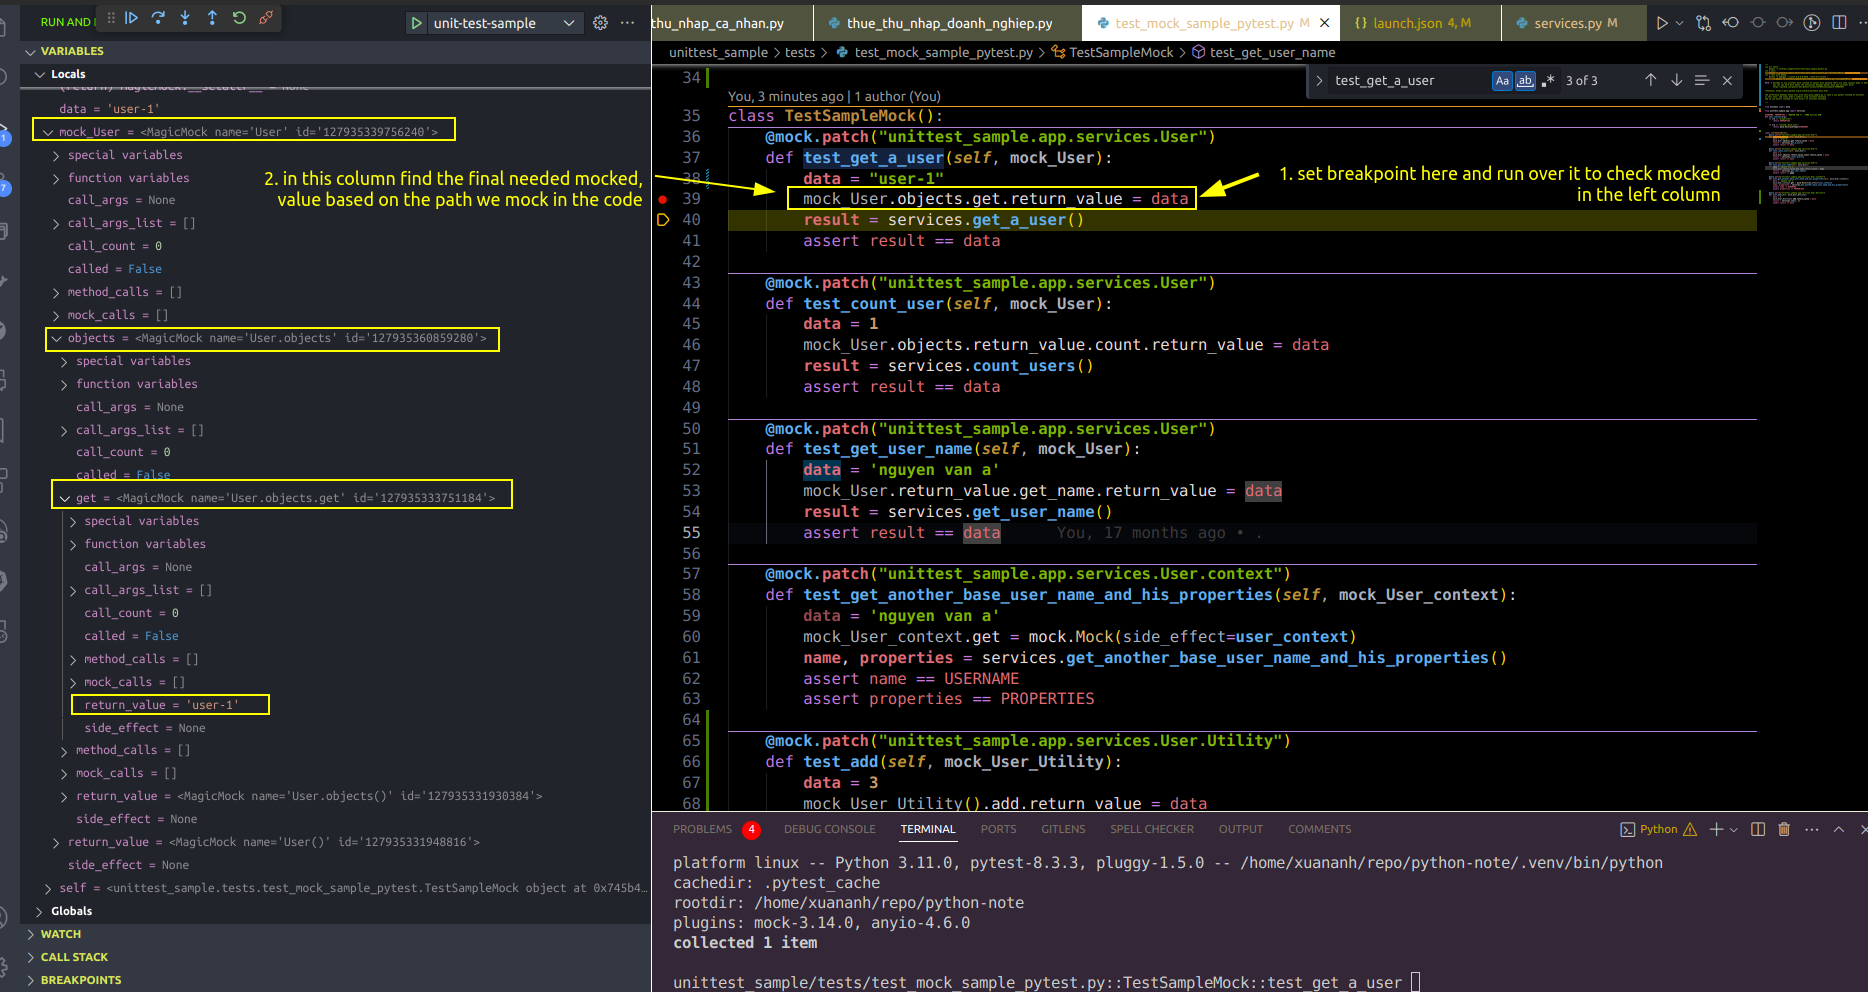 RUN AND
unit-test-sample
VARIABLES
Locals
data = 'user-1'
mock_User = <MagicMock name='User' id='127935339756240'>
special variables
function variables
call_args = None
call_args_list = []
call_count = 0
called = False
method_calls = []
mock_calls = []
objects = <MagicMock name='User.objects' id='127935360859280'>
special variables
function variables
call_args = None
call_args_list = []
call_count = 0
called = False
get = <MagicMock name='User.objects.get' id='127935333751184'>
special variables
function variables
call_args = None
call_args_list = []
call_count = 0
called = False
method_calls = []
mock_calls = []
return_value = 'user-1'
side_effect = None
method_calls = []
mock_calls = []
return_value = <MagicMock name='User.objects()' id='127935331930384'>
side_effect = None
return_value = <MagicMock name='User()' id='127935331948816'>
side_effect = None
self = <unittest_sample.tests.test_mock_sample_pytest.TestSampleMock object at 0x745b4...
Globals
WATCH
CALL STACK
BREAKPOINTS
2. in this column find the final needed mocked,
value based on the path we mock in the code
thu_nhap_ca_nhan.py
thue_thu_nhap_doanh_nghiep.py
test_mock_sample_pytest.py M
launch.json 4, M
services.py M
unittest_sample > tests > test_mock_sample_pytest.py > TestSampleMock > test_get_user_name
test_get_a_user Aa ab .* 3 of 3
34
You, 3 minutes ago | 1 author (You)
35 class TestSampleMock():
36 @mock.patch("unittest_sample.app.services.User")
37 def test_get_a_user(self, mock_User):
38 data = "user-1"
39 mock_User.objects.get.return_value = data
40 result = services.get_a_user()
41 assert result == data
42
43 @mock.patch("unittest_sample.app.services.User")
44 def test_count_user(self, mock_User):
45 data = 1
46 mock_User.objects.return_value.count.return_value = data
47 result = services.count_users()
48 assert result == data
49
50 @mock.patch("unittest_sample.app.services.User")
51 def test_get_user_name(self, mock_User):
52 data = 'nguyen van a'
53 mock_User.return_value.get_name.return_value = data
54 result = services.get_user_name()
55 assert result == data You, 17 months ago • .
56
57 @mock.patch("unittest_sample.app.services.User.context")
58 def test_get_another_base_user_name_and_his_properties(self, mock_User_context):
59 data = 'nguyen van a'
60 mock_User_context.get = mock.Mock(side_effect=user_context)
61 name, properties = services.get_another_base_user_name_and_his_properties()
62 assert name == USERNAME
63 assert properties == PROPERTIES
64
65 @mock.patch("unittest_sample.app.services.User.Utility")
66 def test_add(self, mock_User_Utility):
67 data = 3
68 mock_User_Utility().add.return_value = data
1. set breakpoint here and run over it to check mocked
in the left column
PROBLEMS 4 DEBUG CONSOLE TERMINAL PORTS GITLENS SPELL CHECKER OUTPUT COMMENTS
Python
platform linux -- Python 3.11.0, pytest-8.3.3, pluggy-1.5.0 -- /home/xuananh/repo/python-note/.venv/bin/python
cachedir: .pytest_cache
rootdir: /home/xuananh/repo/python-note
plugins: mock-3.14.0, anyio-4.6.0
collected 1 item
unittest_sample/tests/test_mock_sample_pytest.py::TestSampleMock::test_get_a_user